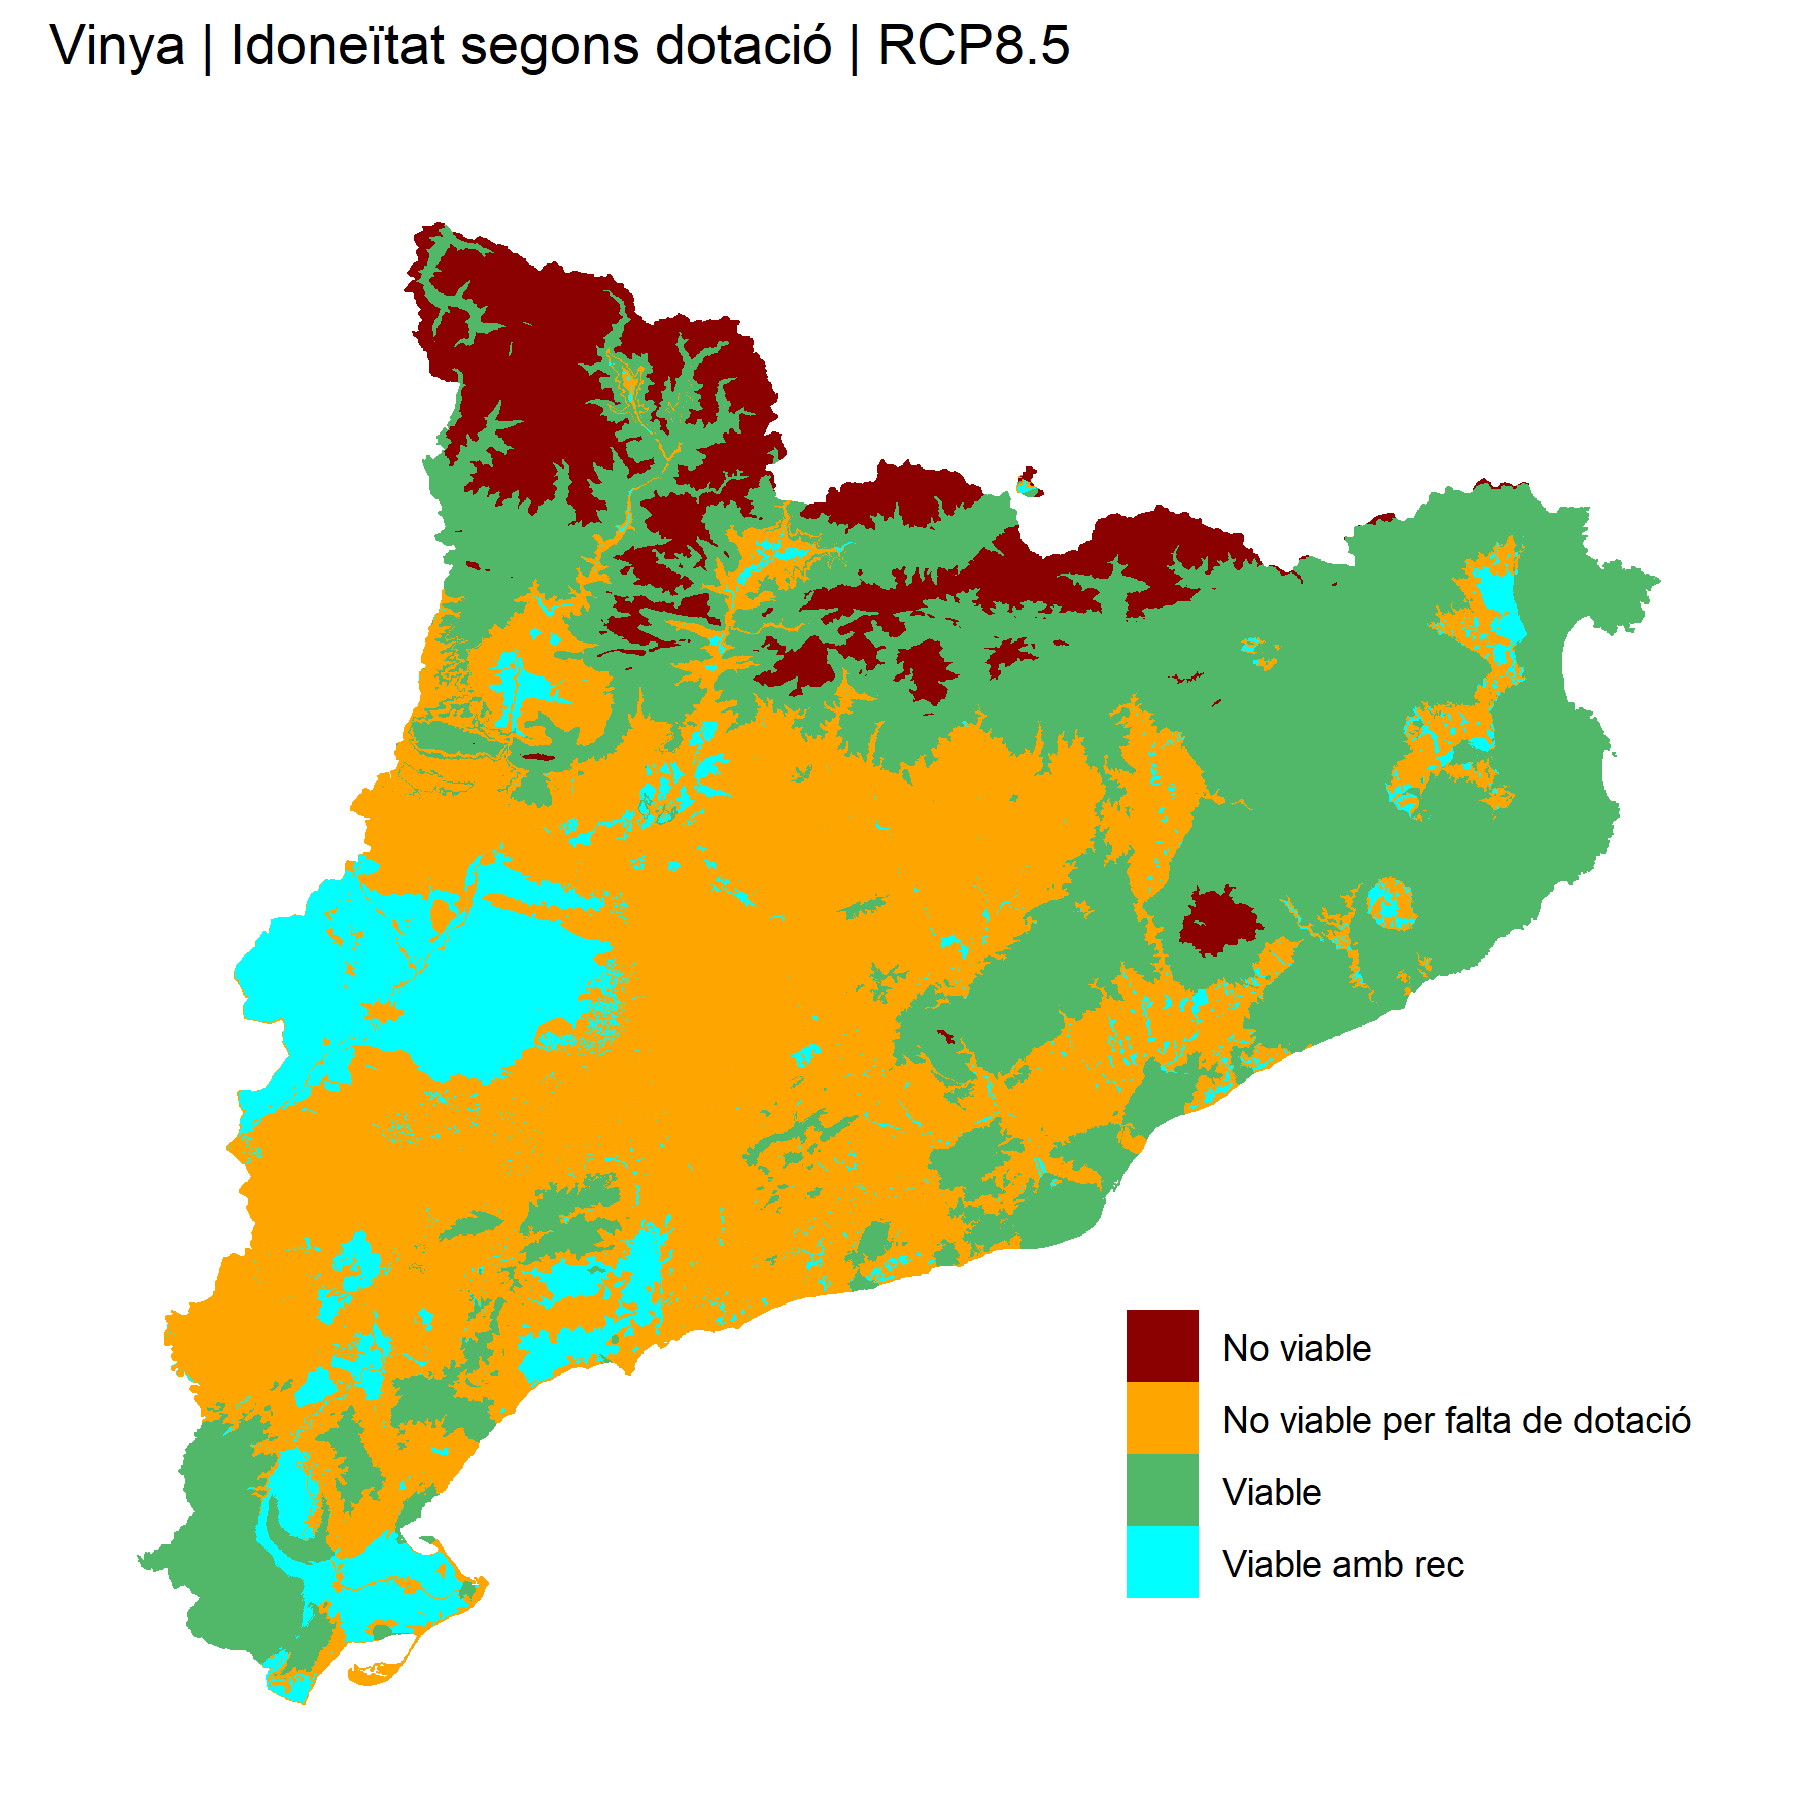 Vinya | Idoneïtat segons dotació | RCP8.5
No viable
No viable per falta de dotació
Viable
Viable amb rec